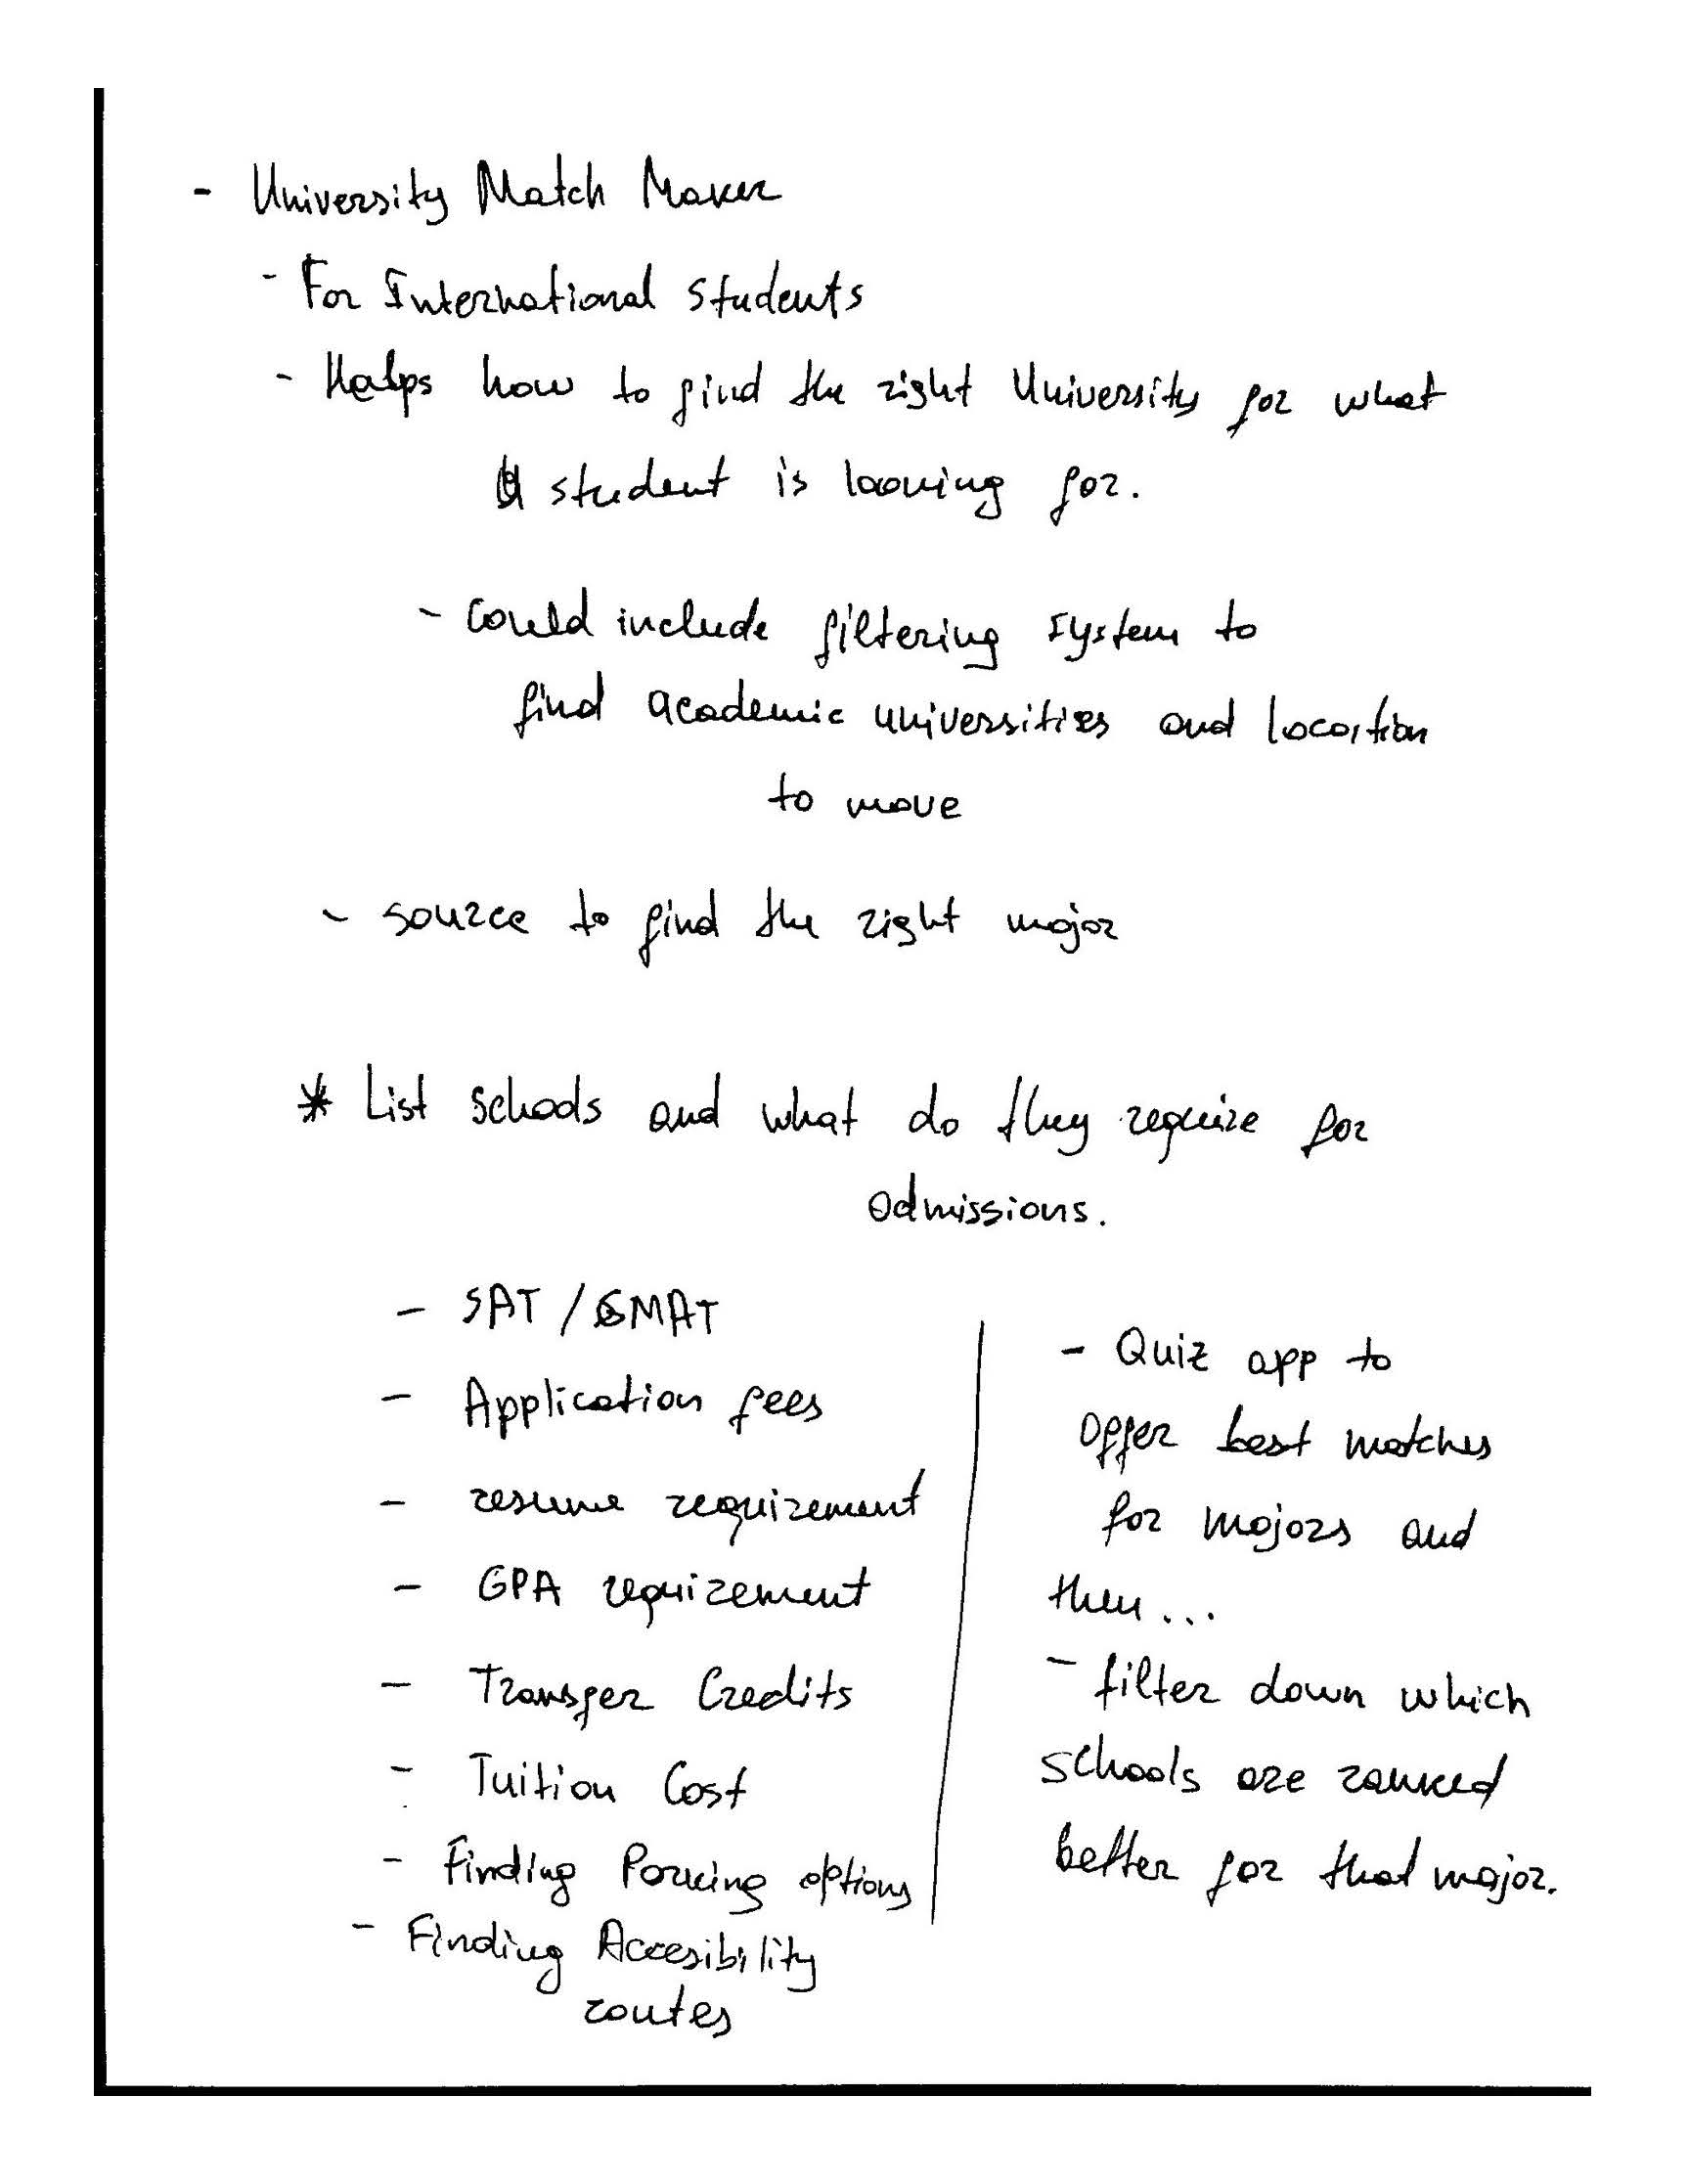 - University Match Maker
- For International Students
- Helps how to find the right University for what
student is looking for.
- could include filtering system to
find academic universities and location
to move
- source to find the right major
* List schools and what do they require for
admissions.
- SAT / GMAT
- Application fees
- resume requirement
- GPA requirement
- Transfer Credits
- Tuition Cost
- Finding Parking options
- Finding Accesibility
routes
- Quiz app to
offer best matches
for majors and
then...
- filter down which
schools are ranked
better for that major.